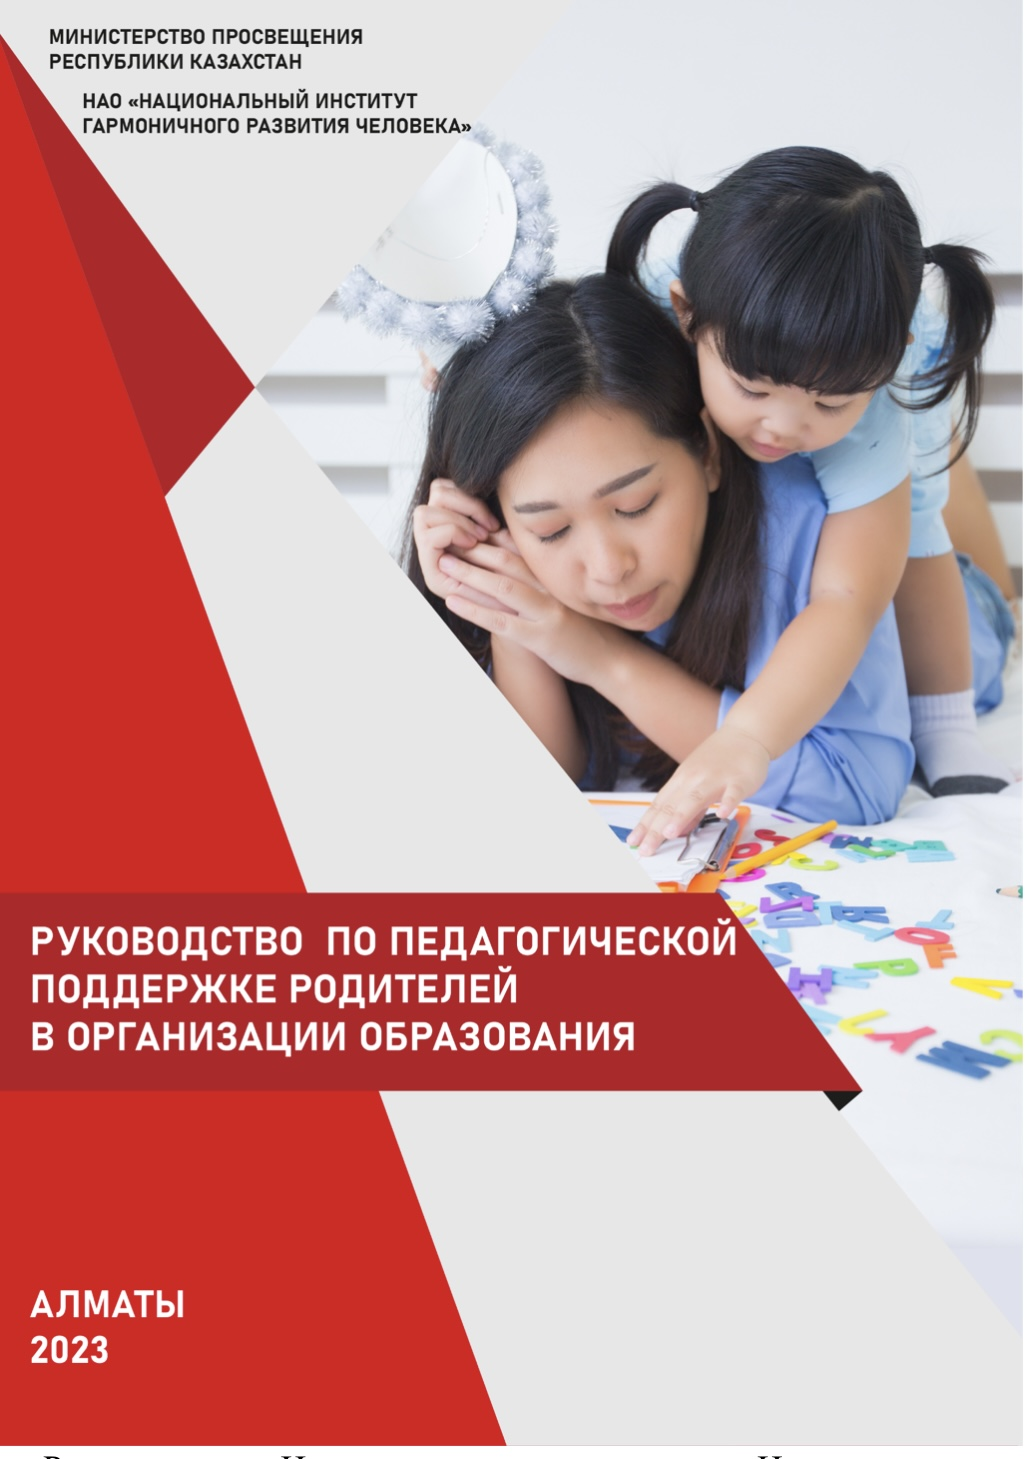 МИНИСТЕРСТВО ПРОСВЕЩЕНИЯ
РЕСПУБЛИКИ КАЗАХСТАН
НАО «НАЦИОНАЛЬНЫЙ ИНСТИТУТ
ГАРМОНИЧНОГО РАЗВИТИЯ ЧЕЛОВЕКА»
РУКОВОДСТВО ПО ПЕДАГОГИЧЕСКОЙ
ПОДДЕРЖКЕ РОДИТЕЛЕЙ
В ОРГАНИЗАЦИИ ОБРАЗОВАНИЯ
АЛМАТЫ
2023